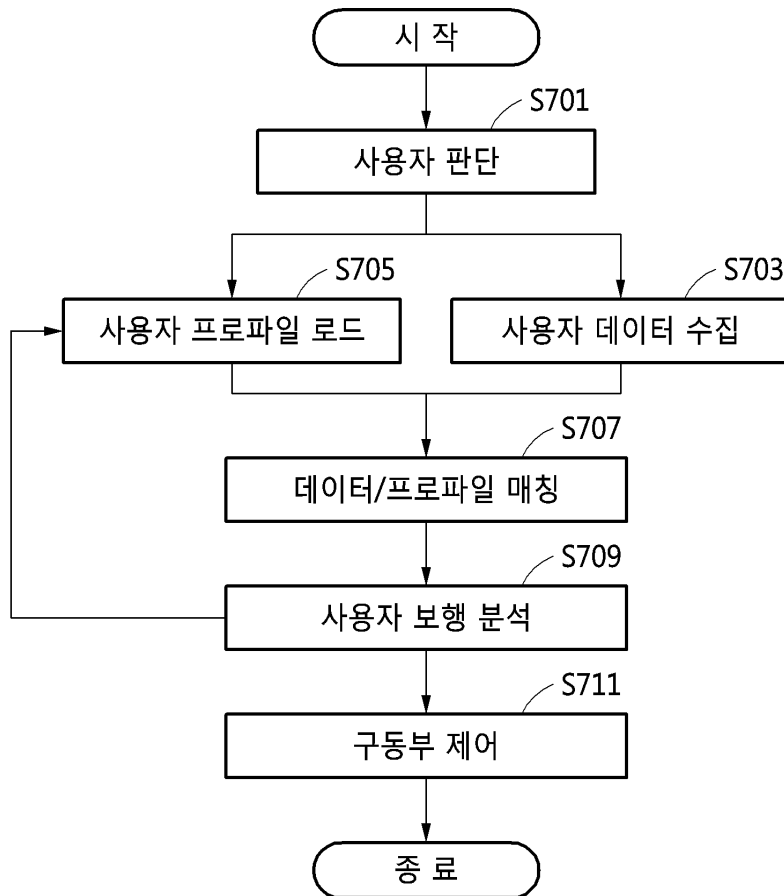 시 작
S701
사용자 판단
S705
사용자 프로파일 로드
S703
사용자 데이터 수집
S707
데이터/프로파일 매칭
S709
사용자 보행 분석
S711
구동부 제어
종 료